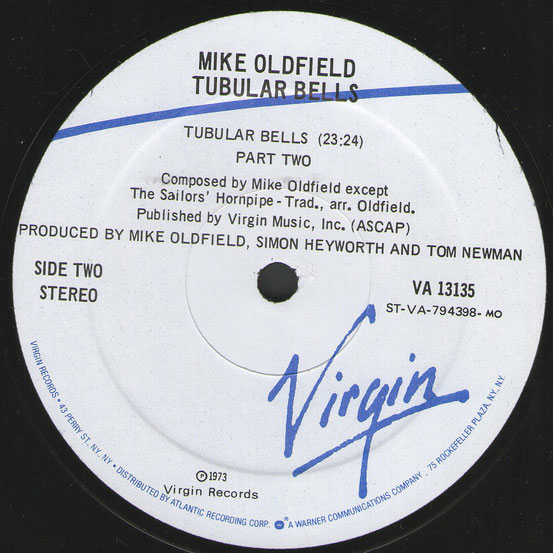 MIKE OLDFIELD
TUBULAR BELLS
TUBULAR BELLS (23:24)
PART TWO
Composed by Mike Oldfield except
The Sailors' Hornpipe - Trad., arr. Oldfield.
Published by Virgin Music, Inc. (ASCAP)
PRODUCED BY MIKE OLDFIELD, SIMON HEYWORTH AND TOM NEWMAN
SIDE TWO
STEREO
VA 13135
ST-VA-794398-MO
Virgin
℗ 1973
Virgin Records
VIRGIN RECORDS • 43 PERRY ST., NY, NY • DISTRIBUTED BY ATLANTIC RECORDING CORP. A WARNER COMMUNICATIONS COMPANY, 75 ROCKEFELLER PLAZA, NY, NY.